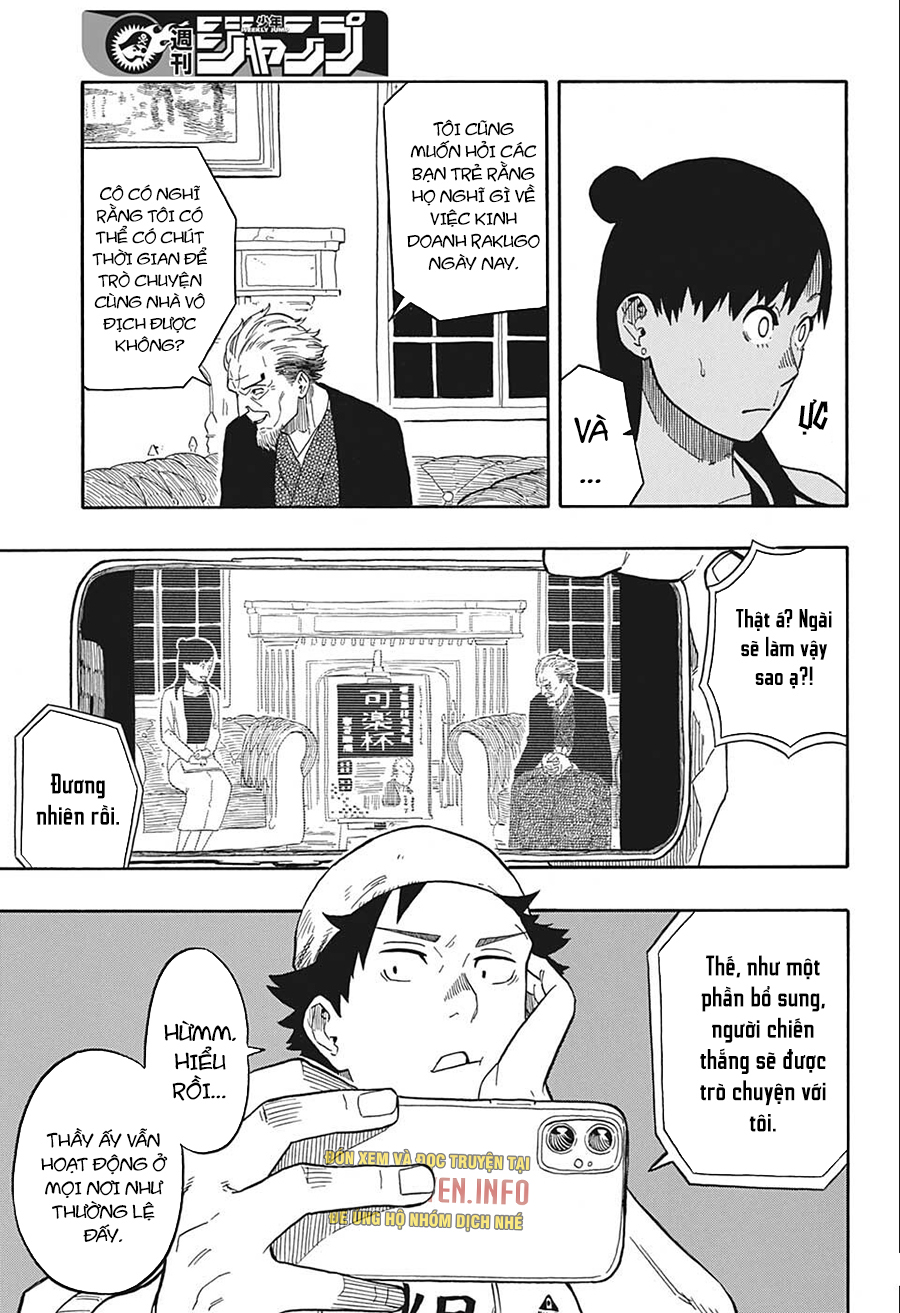 週刊
少年
WEEKLY JUMP
ジャンプ
TÔI CŨNG
MUỐN HỎI CÁC
BẠN TRẺ RẰNG
HỌ NGHĨ GÌ VỀ
VIỆC KINH
DOANH RAKUGO
NGÀY NAY.
CÔ CÓ NGHĨ
RẰNG TÔI CÓ
THỂ CÓ CHÚT
THỜI GIAN ĐỂ
TRÒ CHUYỆN
CÙNG NHÀ VÔ
ĐỊCH ĐƯỢC
KHÔNG?
VÀ
...
ỰC
Thật á? Ngài
sẽ làm vậy
sao ạ?!
可楽杯
Đương
nhiên rồi.
Thế, như một
phần bổ sung,
người chiến
thắng sẽ được
trò chuyện với
tôi.
HỪMM,
HIỂU
RỒI...
THẦY ẤY VẪN
HOẠT ĐỘNG Ở
MỌI NƠI NHƯ
THƯỜNG LỆ
ĐẤY.
ĐÓN XEM VÀ ĐỌC TRUYỆN TẠI
EN.INFO
ĐỂ ỦNG HỘ NHÓM DỊCH NHÉ